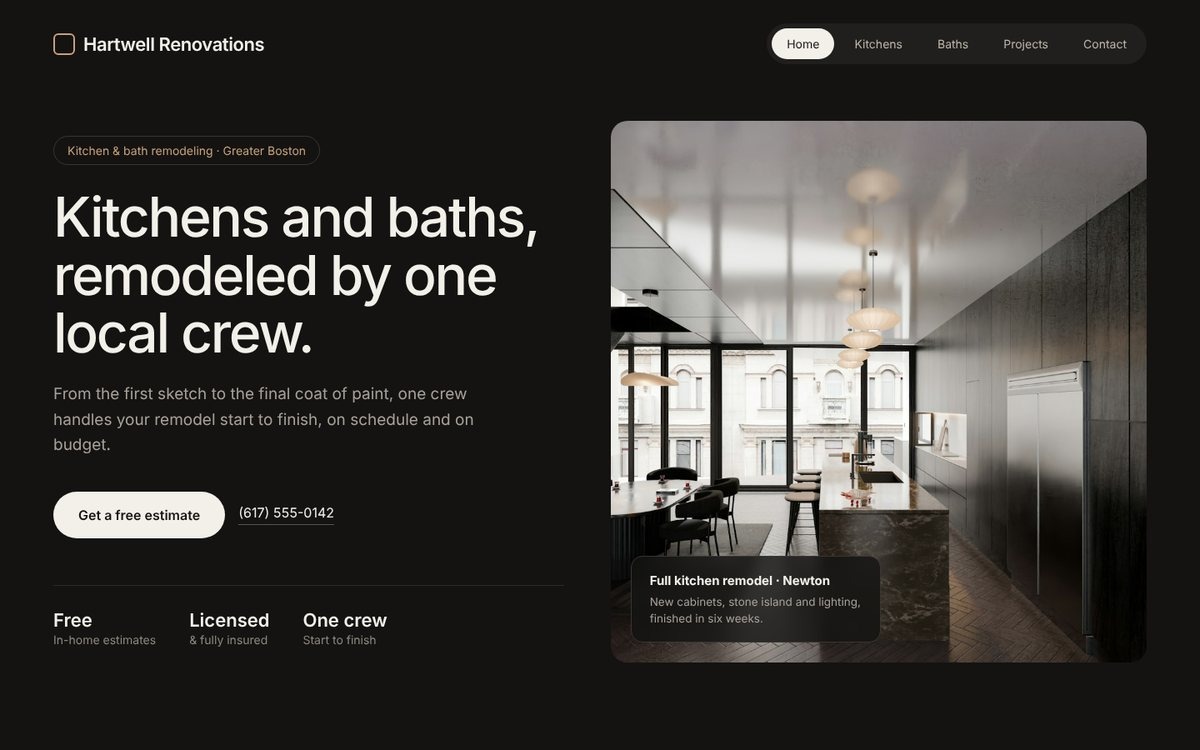 Hartwell Renovations
Home
Kitchens
Baths
Projects
Contact
Kitchen & bath remodeling · Greater Boston
Kitchens and baths,
remodeled by one
local crew.
From the first sketch to the final coat of paint, one crew
handles your remodel start to finish, on schedule and on
budget.
Get a free estimate
(617) 555-0142
Free
In-home estimates
Licensed
& fully insured
One crew
Start to finish
Full kitchen remodel · Newton
New cabinets, stone island and lighting,
finished in six weeks.